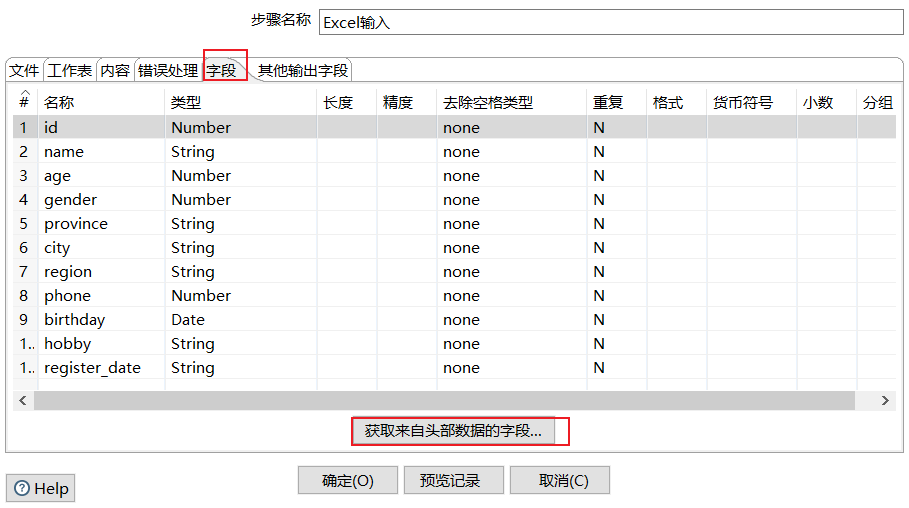 步骤名称 Excel输入
文件 工作表 内容 错误处理 字段 其他输出字段
# 名称 类型 长度 精度 去除空格类型 重复 格式 货币符号 小数 分组
1 id Number none N
2 name String none N
3 age Number none N
4 gender Number none N
5 province String none N
6 city String none N
7 region String none N
8 phone Number none N
9 birthday Date none N
1.. hobby String none N
1.. register_date String none N
获取来自头部数据的字段...
Help 确定(O) 预览记录 取消(C)